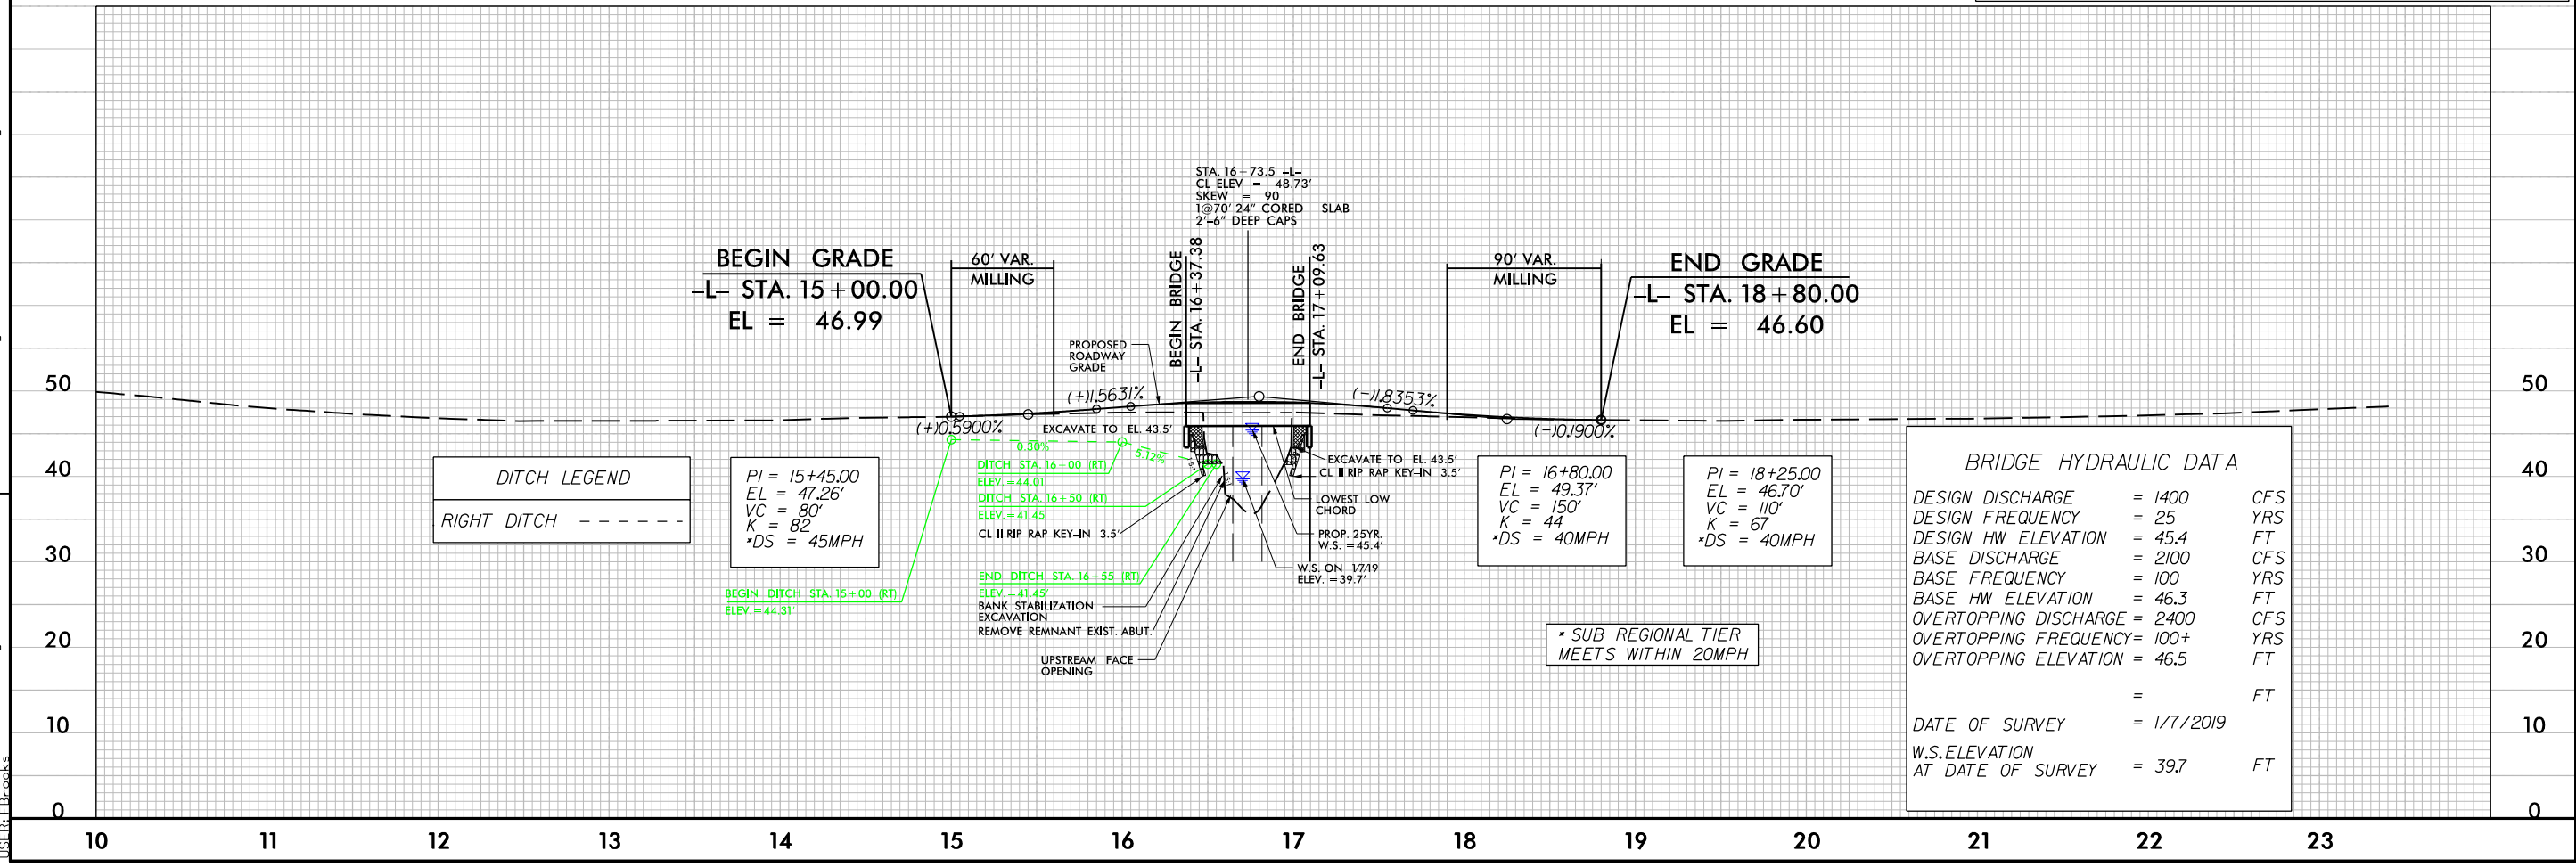 STA. 16+73.5 -L-
CL ELEV = 48.73'
SKEW = 90
1@70' 24" CORED SLAB
2'-6" DEEP CAPS
BEGIN GRADE
-L- STA. 15+00.00
EL = 46.99
60' VAR.
MILLING
BEGIN BRIDGE
-L- STA. 16+37.38
END BRIDGE
-L- STA. 17+09.63
90' VAR.
MILLING
END GRADE
-L- STA. 18+80.00
EL = 46.60
PROPOSED
ROADWAY
GRADE
50
50
(+)1.5631%
(-)1.8353%
(+)0.5900%
(-)0.1900%
EXCAVATE TO EL. 43.5'
0.30%
5.12%
DITCH STA. 16+00 (RT)
ELEV.=44.01
DITCH STA. 16+50 (RT)
ELEV.=41.45
CL II RIP RAP KEY-IN 3.5'
EXCAVATE TO EL. 43.5'
CL II RIP RAP KEY-IN 3.5'
LOWEST LOW
CHORD
PROP. 25YR.
W.S. =45.4'
W.S. ON 1/7/19
ELEV. =39.7'
40
40
DITCH LEGEND
RIGHT DITCH
PI = 15+45.00
EL = 47.26'
VC = 80'
K = 82
*DS = 45MPH
PI = 16+80.00
EL = 49.37'
VC = 150'
K = 44
*DS = 40MPH
PI = 18+25.00
EL = 46.70'
VC = 110'
K = 67
*DS = 40MPH
BRIDGE HYDRAULIC DATA
DESIGN DISCHARGE = 1400 CFS
DESIGN FREQUENCY = 25 YRS
DESIGN HW ELEVATION = 45.4 FT
BASE DISCHARGE = 2100 CFS
BASE FREQUENCY = 100 YRS
BASE HW ELEVATION = 46.3 FT
OVERTOPPING DISCHARGE = 2400 CFS
OVERTOPPING FREQUENCY= 100+ YRS
OVERTOPPING ELEVATION = 46.5 FT
= FT
DATE OF SURVEY = 1/7/2019
W.S.ELEVATION
AT DATE OF SURVEY = 39.7 FT
30
30
END DITCH STA. 16+55 (RT)
ELEV.=41.45'
BEGIN DITCH STA. 15+00 (RT)
ELEV.=44.31'
BANK STABILIZATION
EXCAVATION
REMOVE REMNANT EXIST. ABUT.
UPSTREAM FACE
OPENING
* SUB REGIONAL TIER
MEETS WITHIN 20MPH
20
20
10
10
0
0
10 11 12 13 14 15 16 17 18 19 20 21 22 23